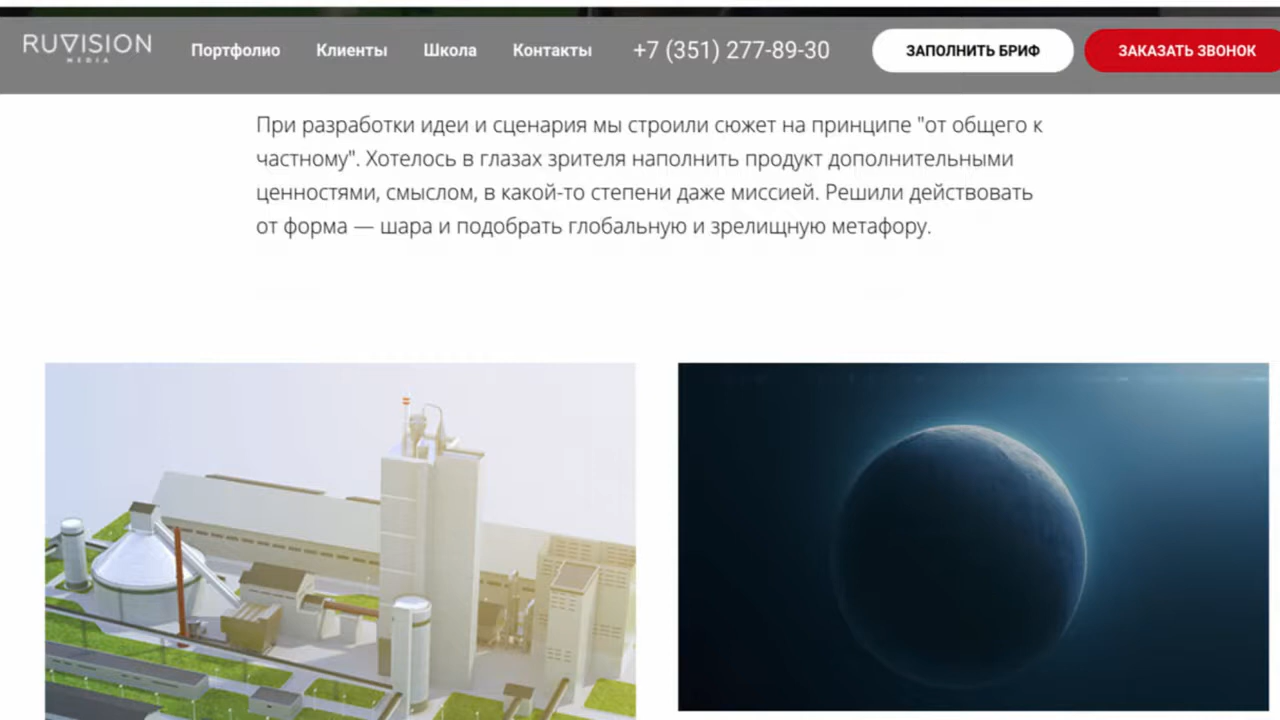 RUVISION
MEDIA
Портфолио Клиенты Школа Контакты +7 (351) 277-89-30 ЗАПОЛНИТЬ БРИФ ЗАКАЗАТЬ ЗВОНОК
При разработки идеи и сценария мы строили сюжет на принципе "от общего к
частному". Хотелось в глазах зрителя наполнить продукт дополнительными
ценностями, смыслом, в какой-то степени даже миссией. Решили действовать
от форма — шара и подобрать глобальную и зрелищную метафору.